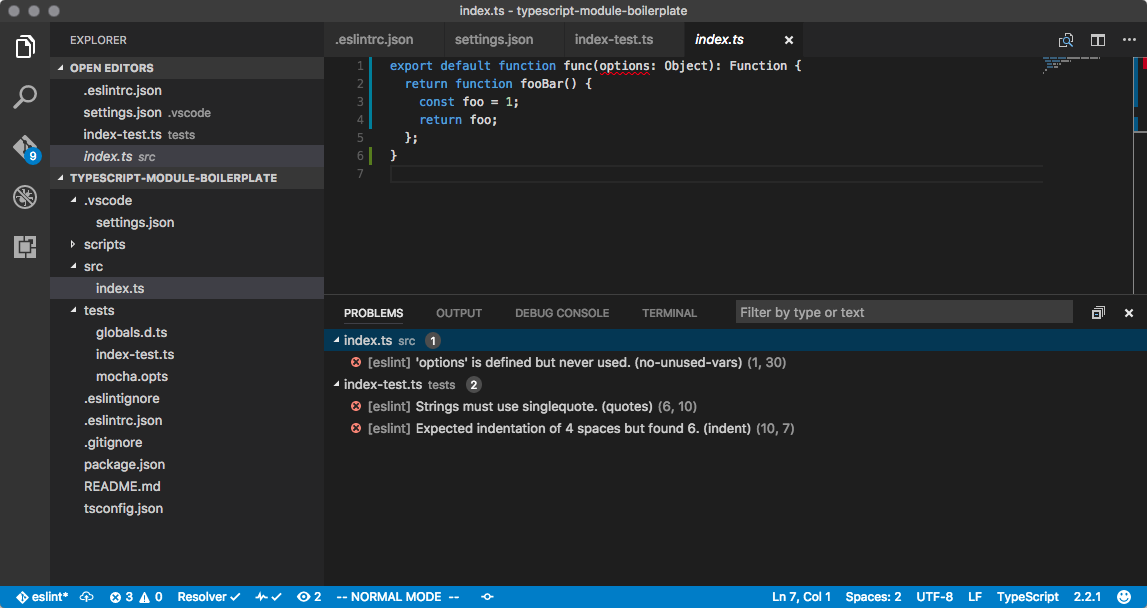 index.ts - typescript-module-boilerplate
EXPLORER
OPEN EDITORS
.eslintrc.json
settings.json .vscode
index-test.ts tests
index.ts src
TYPESCRIPT-MODULE-BOILERPLATE
.vscode
settings.json
scripts
src
index.ts
tests
globals.d.ts
index-test.ts
mocha.opts
.eslintignore
.eslintrc.json
.gitignore
package.json
README.md
tsconfig.json
9
.eslintrc.json settings.json index-test.ts index.ts
1 export default function func(options: Object): Function {
2 return function fooBar() {
3 const foo = 1;
4 return foo;
5 };
6 }
7
PROBLEMS OUTPUT DEBUG CONSOLE TERMINAL Filter by type or text
index.ts src 1
[eslint] 'options' is defined but never used. (no-unused-vars) (1, 30)
index-test.ts tests 2
[eslint] Strings must use singlequote. (quotes) (6, 10)
[eslint] Expected indentation of 4 spaces but found 6. (indent) (10, 7)
eslint* 3 0 Resolver 2 -- NORMAL MODE -- Ln 7, Col 1 Spaces: 2 UTF-8 LF TypeScript 2.2.1